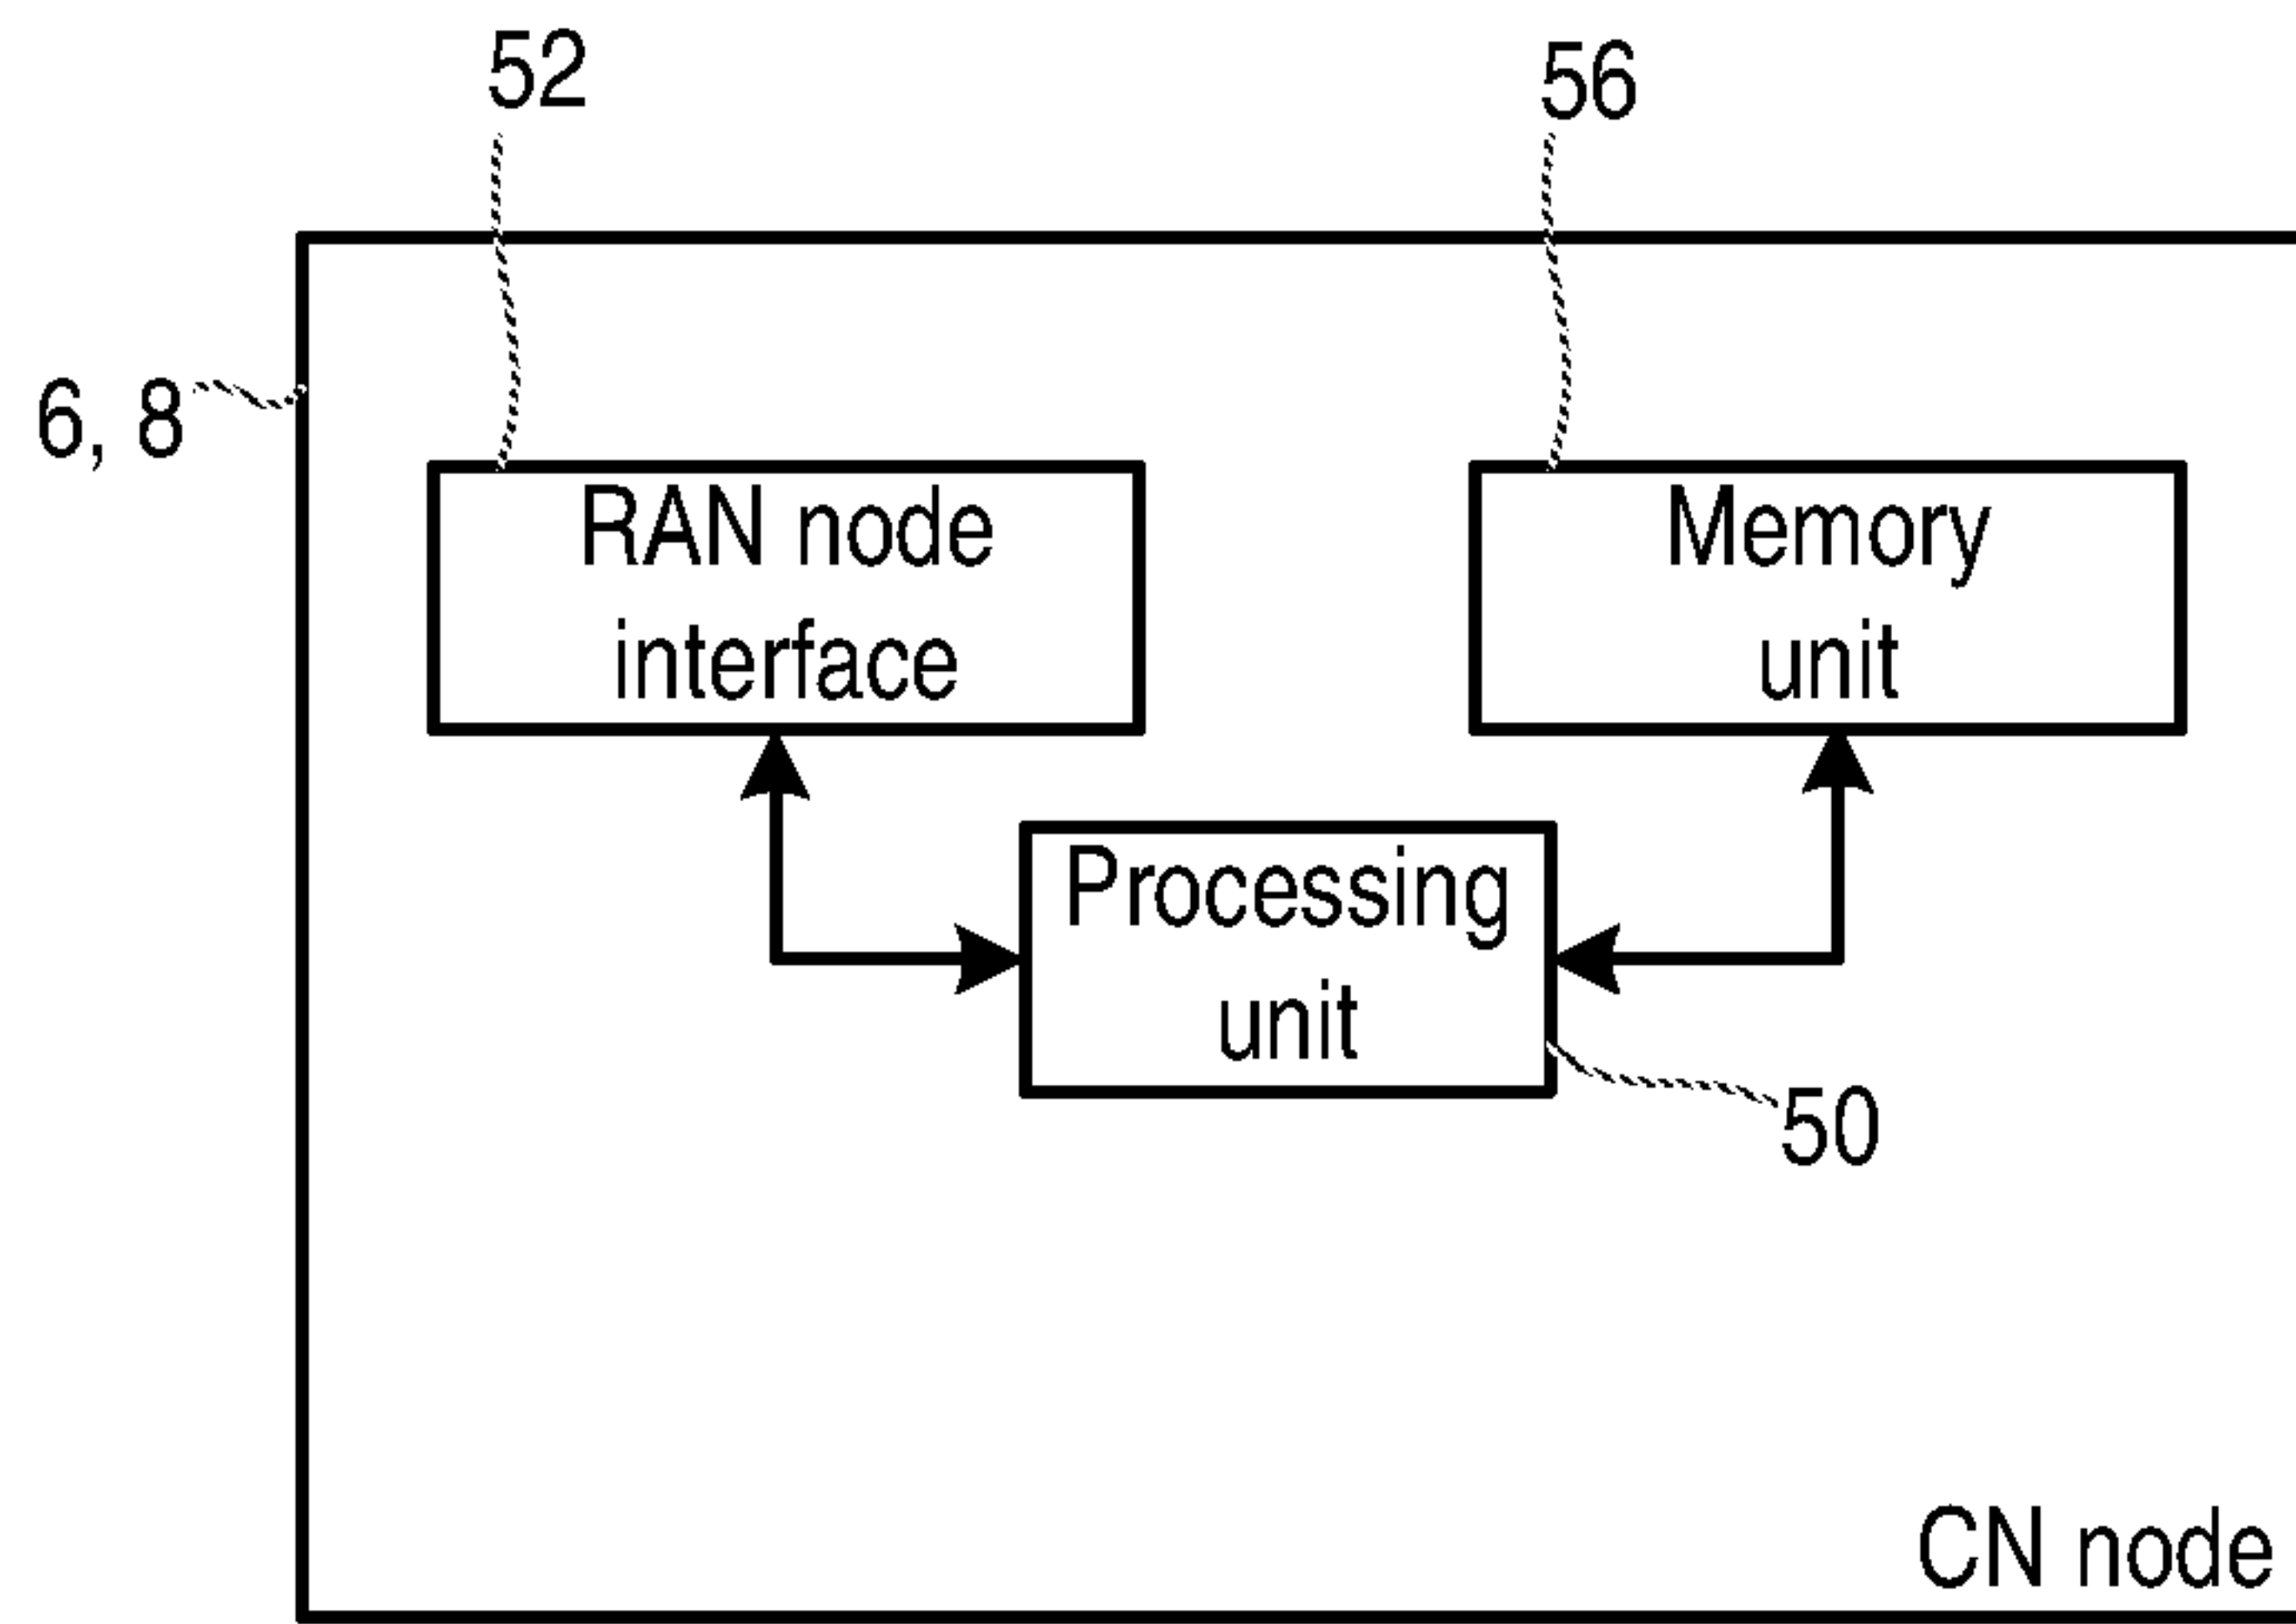 52
56
6, 8
RAN node
interface
Memory
unit
Processing
unit
50
CN node